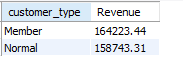 customer_type Revenue
Member 164223.44
Normal 158743.31